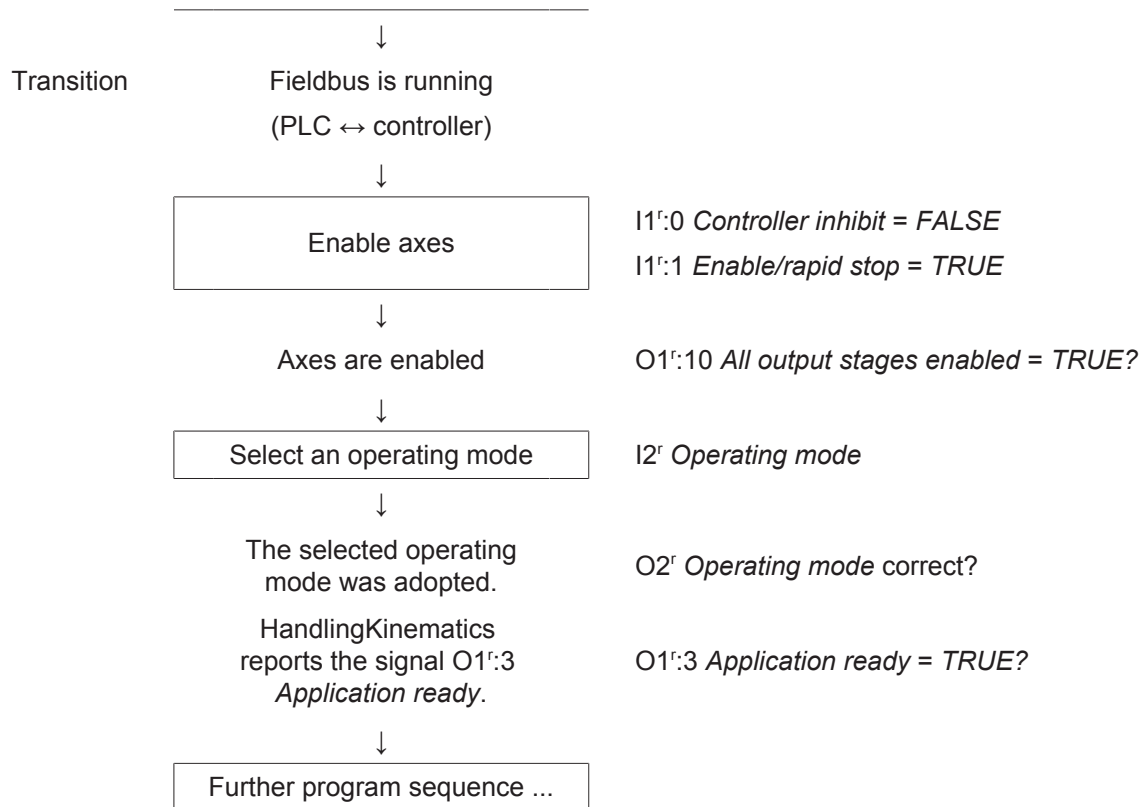 ↓
Transition Fieldbus is running
(PLC ↔ controller)
↓
Enable axes
I1ʳ:0 Controller inhibit = FALSE
I1ʳ:1 Enable/rapid stop = TRUE
↓
Axes are enabled O1ʳ:10 All output stages enabled = TRUE?
↓
Select an operating mode I2ʳ Operating mode
↓
The selected operating
mode was adopted.
O2ʳ Operating mode correct?
HandlingKinematics
reports the signal O1ʳ:3
Application ready.
O1ʳ:3 Application ready = TRUE?
↓
Further program sequence ...